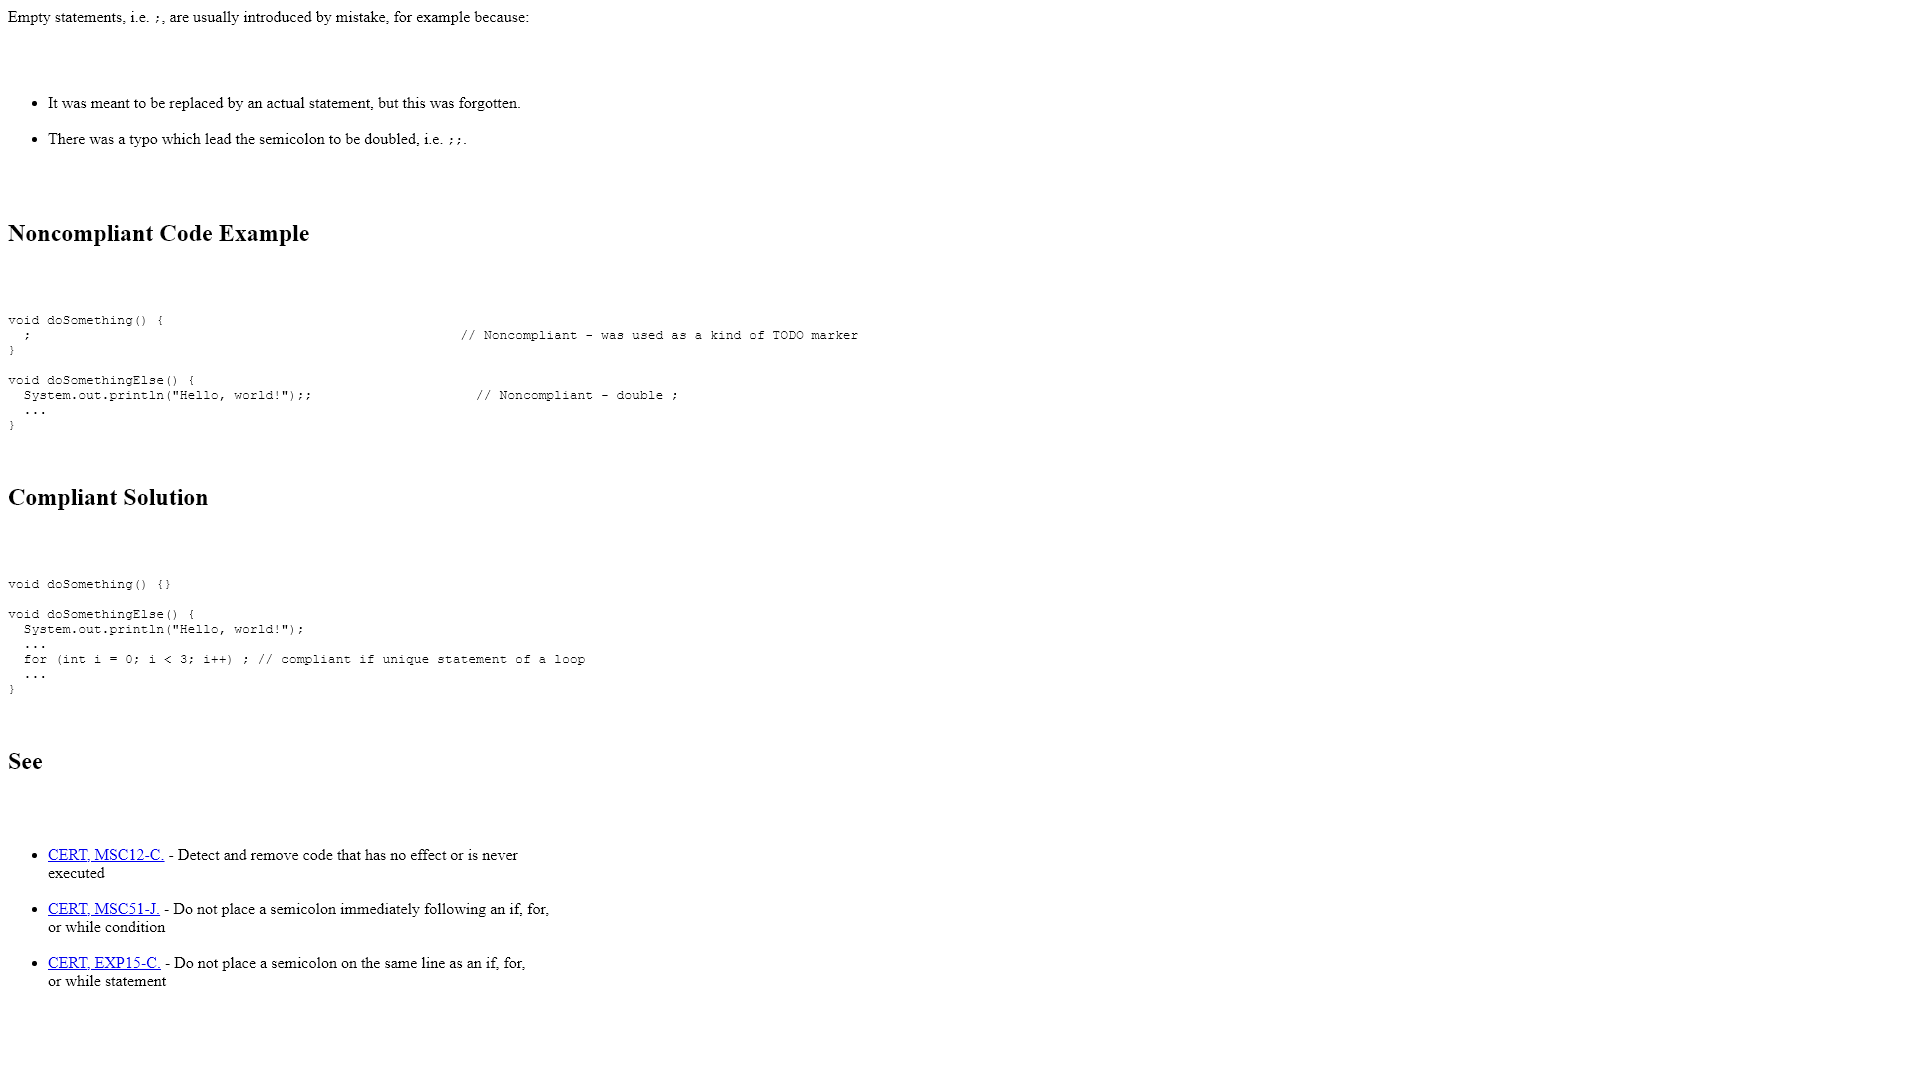 Empty statements, i.e. ;, are usually introduced by mistake, for example because:
• It was meant to be replaced by an actual statement, but this was forgotten.
• There was a typo which lead the semicolon to be doubled, i.e. ;;.
Noncompliant Code Example
void doSomething() {
  ;                                                       // Noncompliant - was used as a kind of TODO marker
}
void doSomethingElse() {
  System.out.println("Hello, world!");;                     // Noncompliant - double ;
  ...
}
Compliant Solution
void doSomething() {}
void doSomethingElse() {
  System.out.println("Hello, world!");
  ...
  for (int i = 0; i < 3; i++) ; // compliant if unique statement of a loop
  ...
}
See
• CERT, MSC12-C. - Detect and remove code that has no effect or is never
executed
• CERT, MSC51-J. - Do not place a semicolon immediately following an if, for,
or while condition
• CERT, EXP15-C. - Do not place a semicolon on the same line as an if, for,
or while statement